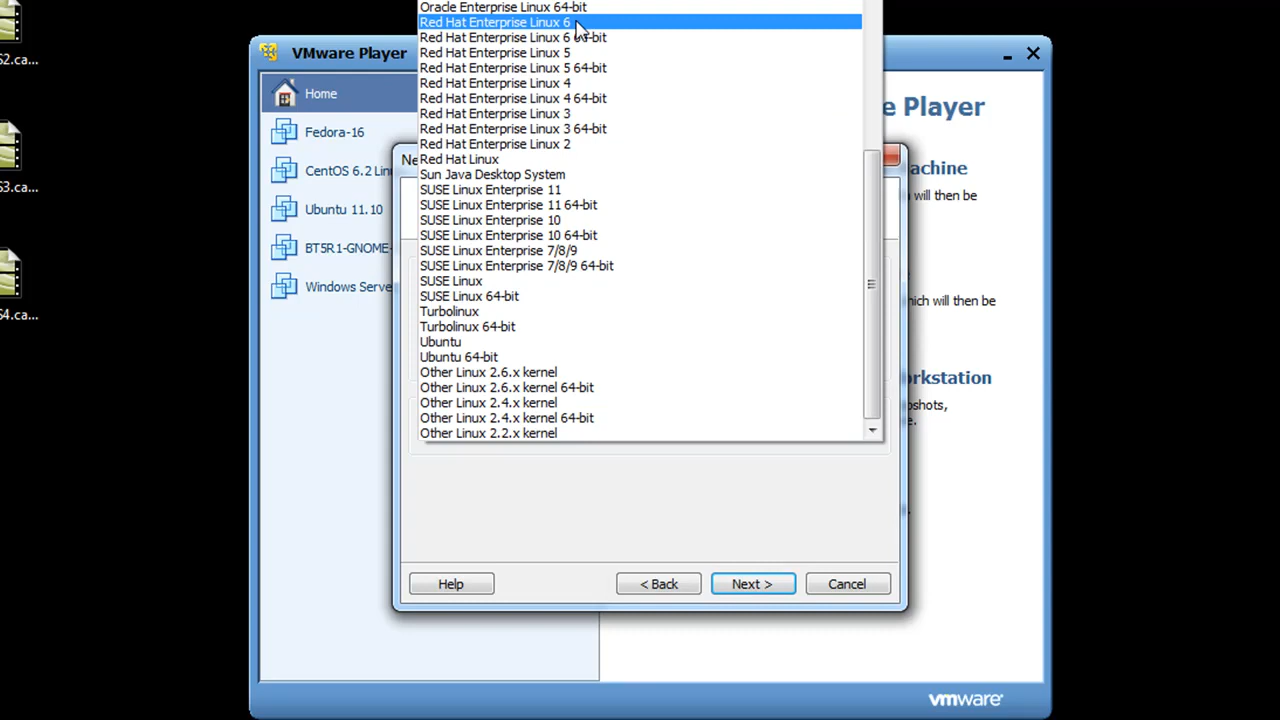 Oracle Enterprise Linux 64-bit
Red Hat Enterprise Linux 6
Red Hat Enterprise Linux 6 64-bit
Red Hat Enterprise Linux 5
Red Hat Enterprise Linux 5 64-bit
Red Hat Enterprise Linux 4
Red Hat Enterprise Linux 4 64-bit
Red Hat Enterprise Linux 3
Red Hat Enterprise Linux 3 64-bit
Red Hat Enterprise Linux 2
Red Hat Linux
Sun Java Desktop System
SUSE Linux Enterprise 11
SUSE Linux Enterprise 11 64-bit
SUSE Linux Enterprise 10
SUSE Linux Enterprise 10 64-bit
SUSE Linux Enterprise 7/8/9
SUSE Linux Enterprise 7/8/9 64-bit
SUSE Linux
SUSE Linux 64-bit
Turbolinux
Turbolinux 64-bit
Ubuntu
Ubuntu 64-bit
Other Linux 2.6.x kernel
Other Linux 2.6.x kernel 64-bit
Other Linux 2.4.x kernel
Other Linux 2.4.x kernel 64-bit
Other Linux 2.2.x kernel
VMware Player
Home
Fedora-16
CentOS 6.2 Lin
Ubuntu 11.10
BT5R1-GNOME-
Windows Serve
Ne
e Player
achine
will then be
hich will then be
rkstation
pshots,
e.
Help
< Back
Next >
Cancel
vmware
S2.ca...
S3.ca...
S4.ca...